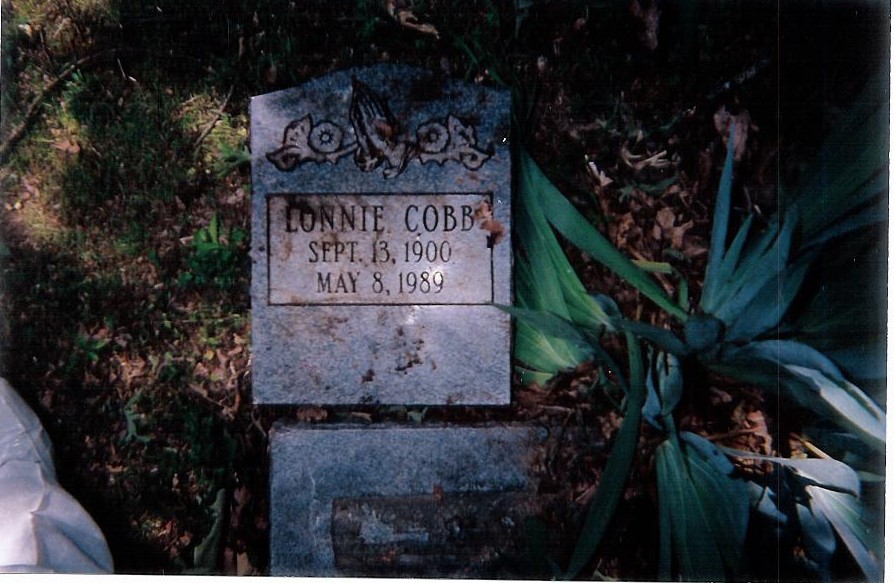 LONNIE COBB
SEPT. 13, 1900
MAY 8, 1989